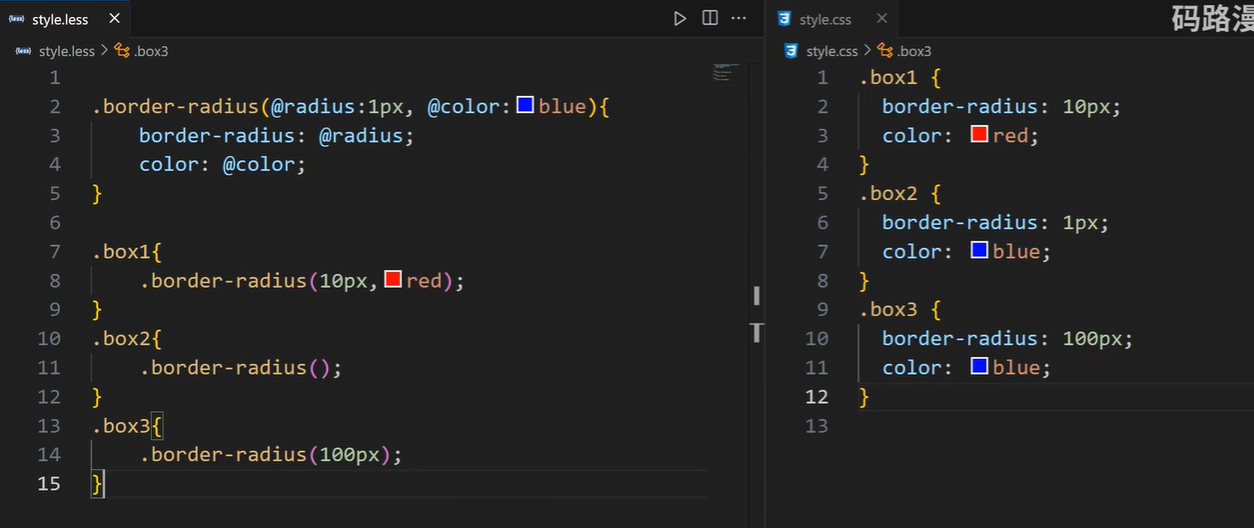 {less} style.less
style.css
码路漫
{less} style.less > .box3
style.css > .box3
1
2 .border-radius(@radius:1px, @color:blue){
3 border-radius: @radius;
4 color: @color;
5 }
6
7 .box1{
8 .border-radius(10px,red);
9 }
10 .box2{
11 .border-radius();
12 }
13 .box3{
14 .border-radius(100px);
15 }
1 .box1 {
2 border-radius: 10px;
3 color: red;
4 }
5 .box2 {
6 border-radius: 1px;
7 color: blue;
8 }
9 .box3 {
10 border-radius: 100px;
11 color: blue;
12 }
13